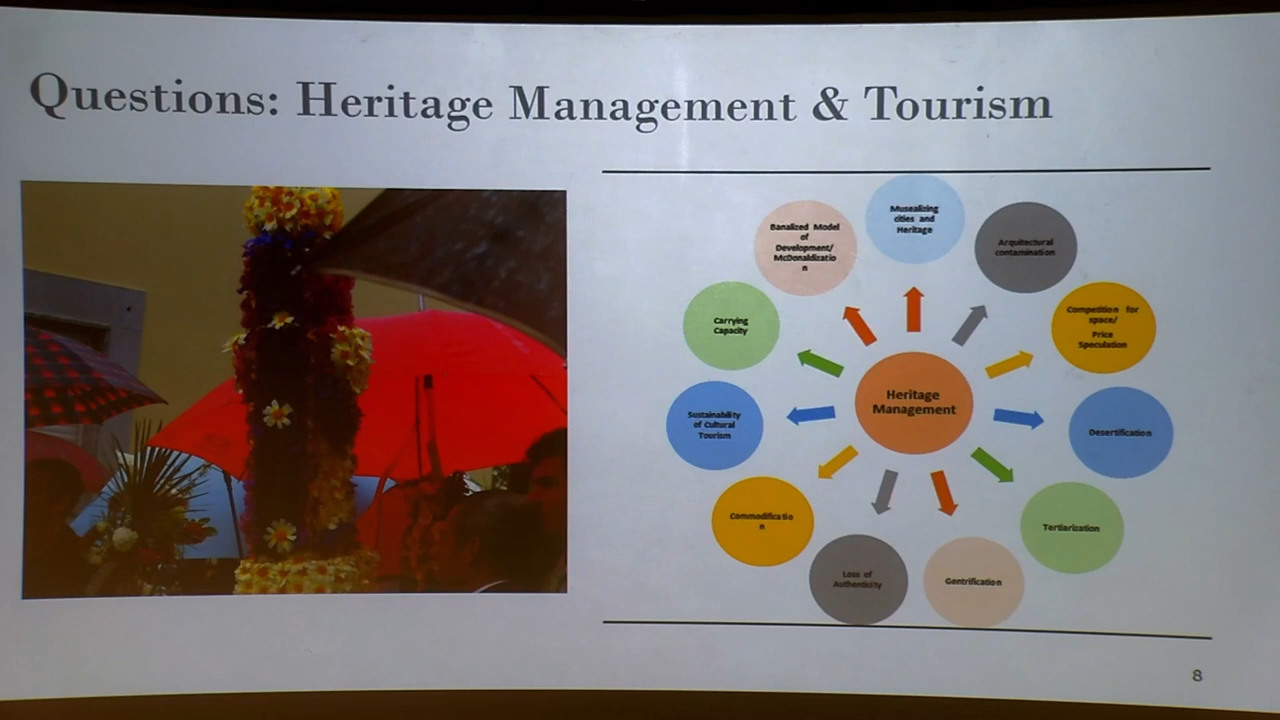 Questions: Heritage Management & Tourism
Musealizing
cities and
Heritage
Arquitectural
contamination
Competition for
space/
Price
Speculation
Desertification
Tertiarization
Gentrification
Loss of
Authenticity
Commodificatio
n
Sustainability
of Cultural
Tourism
Carrying
Capacity
Banalized Model
of
Development/
McDonaldizatio
n
Heritage
Management
8